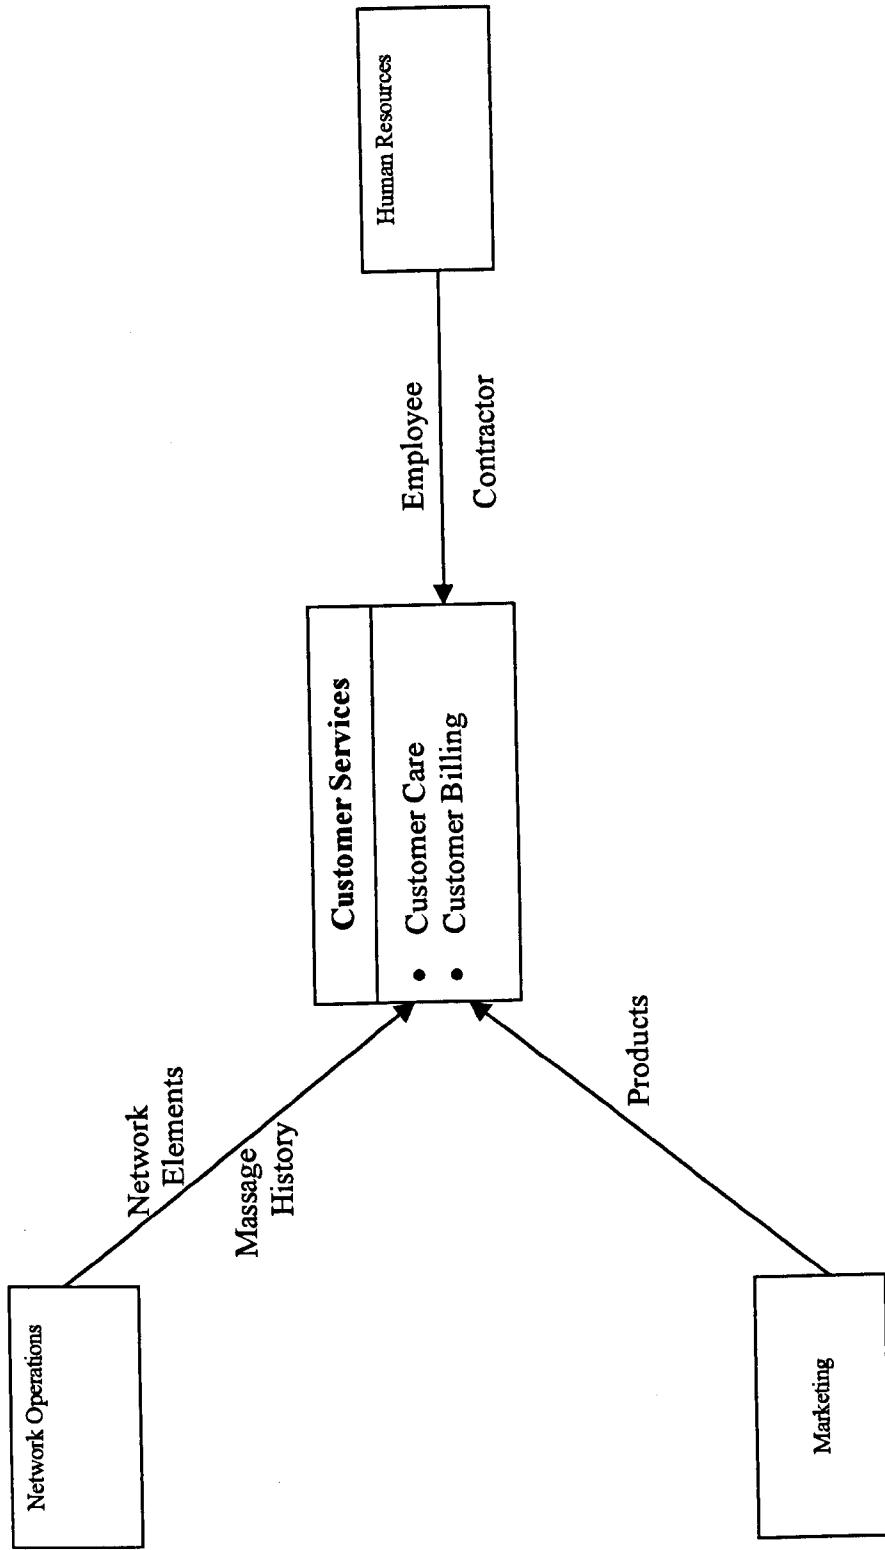 Network Operations
Network
Elements
Massage
History
Customer Services
• Customer Care
• Customer Billing
Employee
Contractor
Human Resources
Products
Marketing